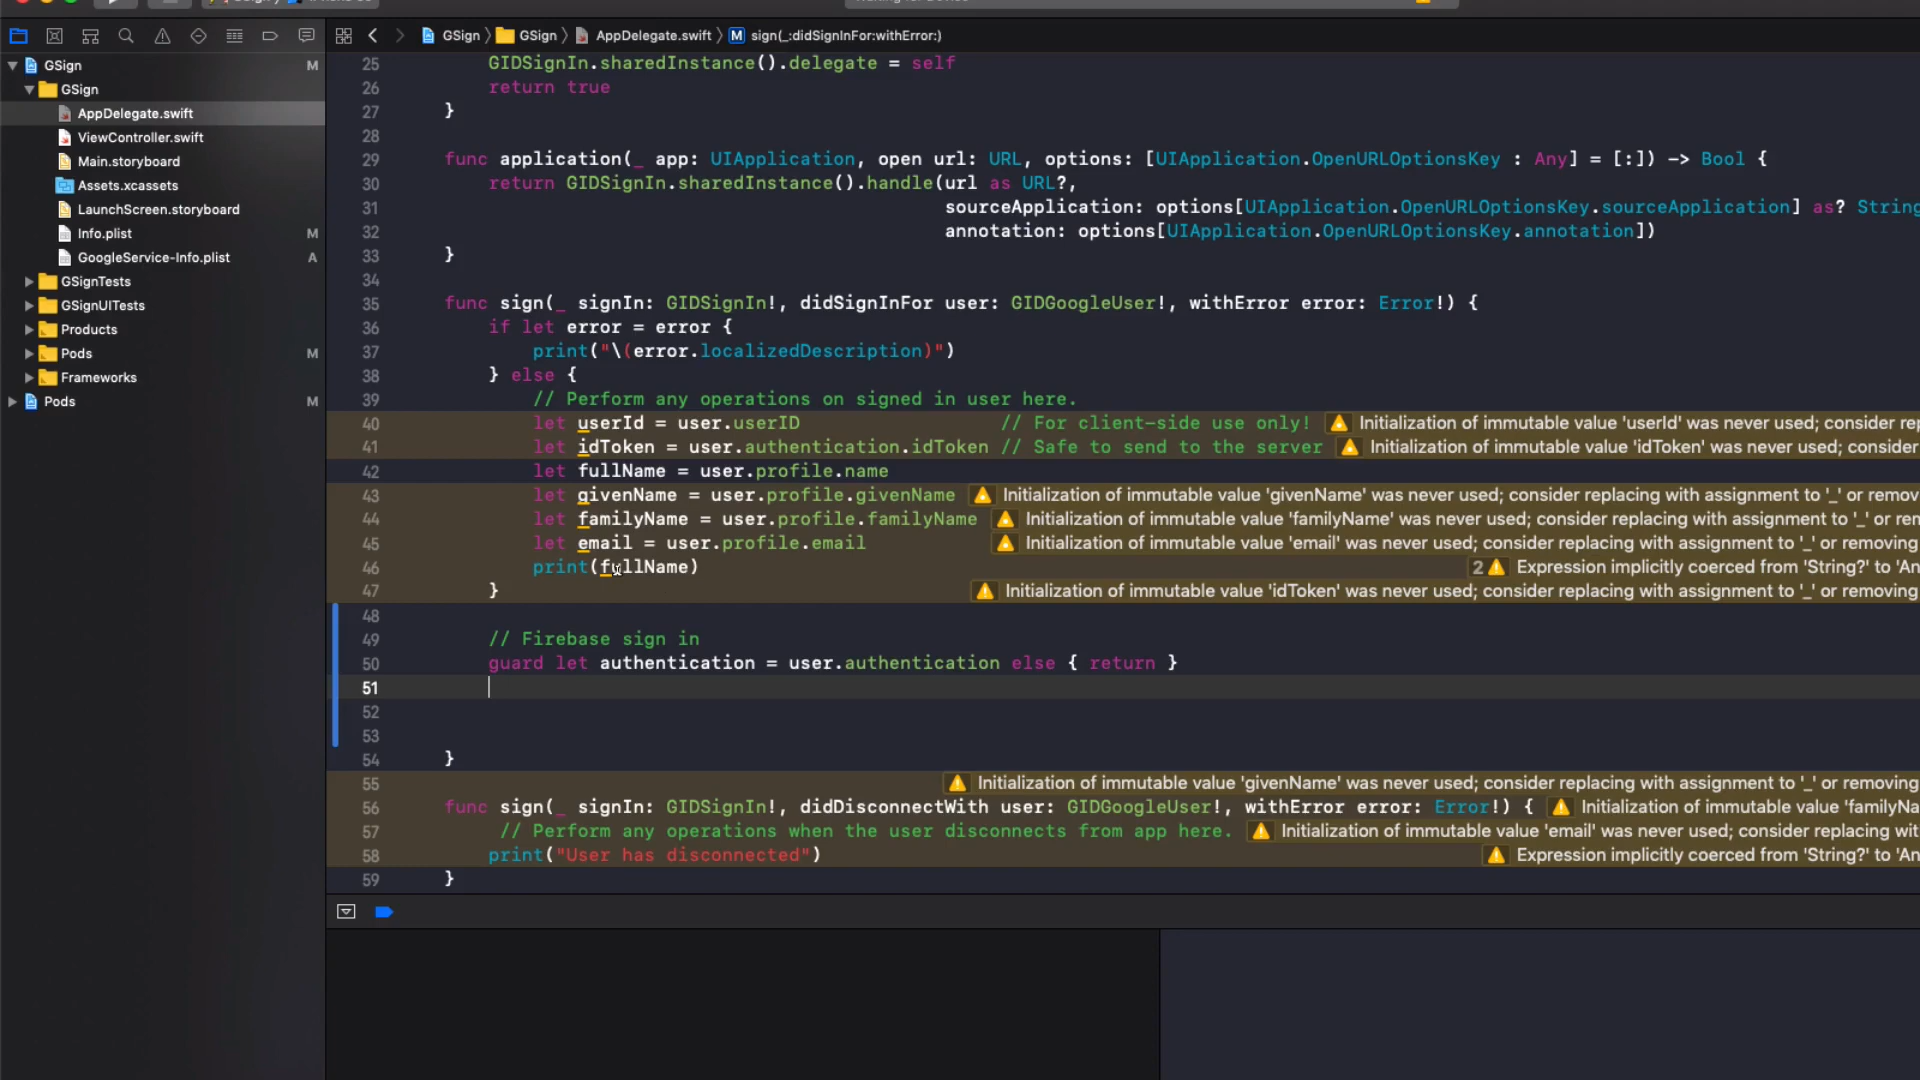 GSign
GSign
AppDelegate.swift
sign(_:didSignInFor:withError:)
GSign
M
GSign
AppDelegate.swift
ViewController.swift
Main.storyboard
Assets.xcassets
LaunchScreen.storyboard
Info.plist
M
GoogleService-Info.plist
A
GSignTests
GSignUITests
Products
Pods
M
Frameworks
Pods
M
25 GIDSignIn.sharedInstance().delegate = self
26 return true
27 }
28
29 func application(_ app: UIApplication, open url: URL, options: [UIApplication.OpenURLOptionsKey : Any] = [:]) -> Bool {
30 return GIDSignIn.sharedInstance().handle(url as URL?,
31 sourceApplication: options[UIApplication.OpenURLOptionsKey.sourceApplication] as? String
32 annotation: options[UIApplication.OpenURLOptionsKey.annotation])
33 }
34
35 func sign(_ signIn: GIDSignIn!, didSignInFor user: GIDGoogleUser!, withError error: Error!) {
36 if let error = error {
37 print("\(error.localizedDescription)")
38 } else {
39 // Perform any operations on signed in user here.
40 let userId = user.userID // For client-side use only! Initialization of immutable value 'userId' was never used; consider rep
41 let idToken = user.authentication.idToken // Safe to send to the server Initialization of immutable value 'idToken' was never used; consider
42 let fullName = user.profile.name
43 let givenName = user.profile.givenName Initialization of immutable value 'givenName' was never used; consider replacing with assignment to '_' or remov
44 let familyName = user.profile.familyName Initialization of immutable value 'familyName' was never used; consider replacing with assignment to '_' or rem
45 let email = user.profile.email Initialization of immutable value 'email' was never used; consider replacing with assignment to '_' or removing
46 print(fullName) 2 Expression implicitly coerced from 'String?' to 'An
47 } Initialization of immutable value 'idToken' was never used; consider replacing with assignment to '_' or removing
48
49 // Firebase sign in
50 guard let authentication = user.authentication else { return }
51
52
53
54 }
55 Initialization of immutable value 'givenName' was never used; consider replacing with assignment to '_' or removing
56 func sign(_ signIn: GIDSignIn!, didDisconnectWith user: GIDGoogleUser!, withError error: Error!) { Initialization of immutable value 'familyNa
57 // Perform any operations when the user disconnects from app here. Initialization of immutable value 'email' was never used; consider replacing wit
58 print("User has disconnected") Expression implicitly coerced from 'String?' to 'An
59 }